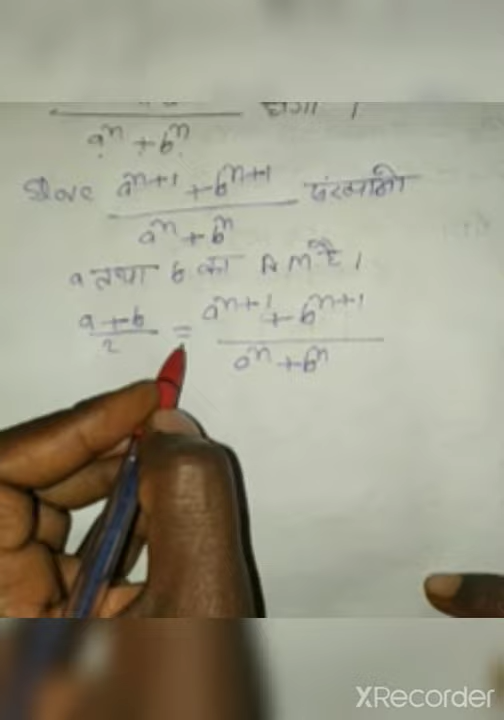 aⁿ + bⁿ होगा ।
Solve aⁿ⁺¹ + bⁿ⁺¹ / aⁿ + bⁿ
a तथा b का A M है ।
a + b / 2 = aⁿ⁺¹ + bⁿ⁺¹ / aⁿ + bⁿ
XRecorder